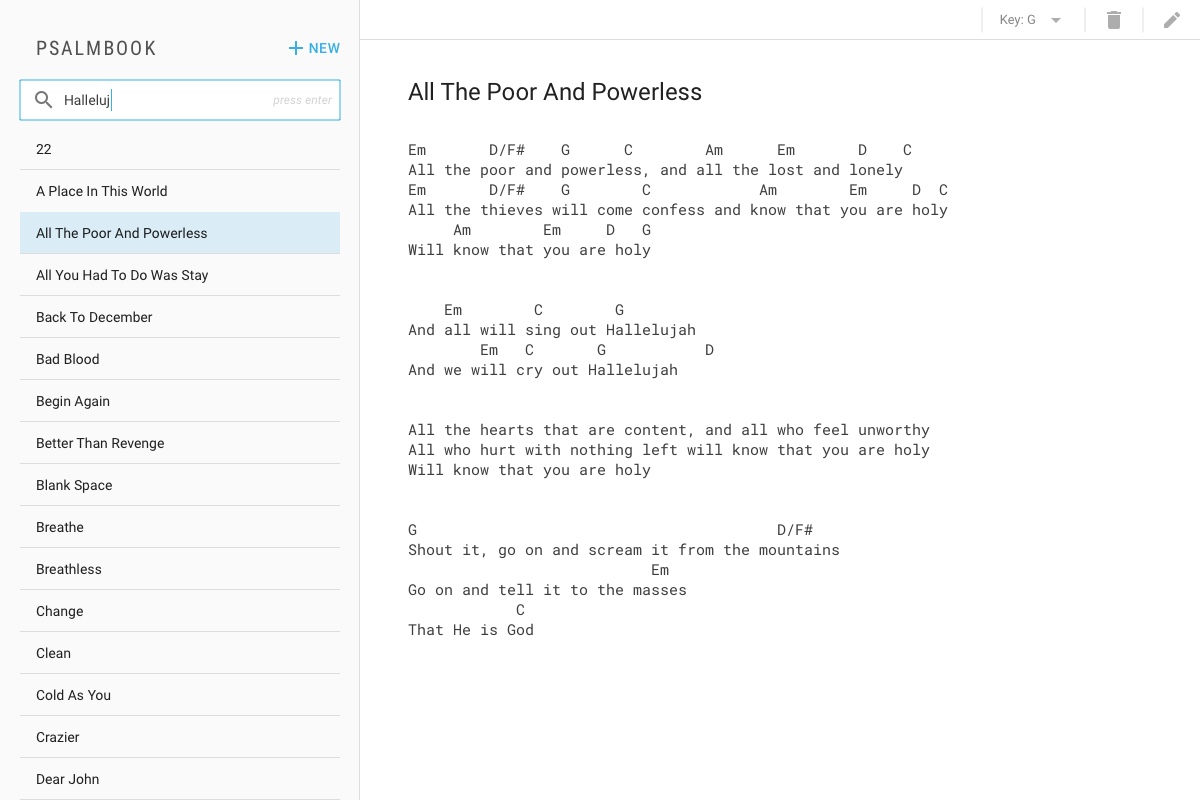 PSALMBOOK
NEW
Halleluj
press enter
22
A Place In This World
All The Poor And Powerless
All You Had To Do Was Stay
Back To December
Bad Blood
Begin Again
Better Than Revenge
Blank Space
Breathe
Breathless
Change
Clean
Cold As You
Crazier
Dear John
Key: G
All The Poor And Powerless
Em       D/F#    G      C        Am      Em       D    C
All the poor and powerless, and all the lost and lonely
Em       D/F#    G        C            Am        Em     D  C
All the thieves will come confess and know that you are holy
     Am        Em     D   G
Will know that you are holy
    Em        C        G
And all will sing out Hallelujah
        Em   C       G           D
And we will cry out Hallelujah
All the hearts that are content, and all who feel unworthy
All who hurt with nothing left will know that you are holy
Will know that you are holy
G                                        D/F#
Shout it, go on and scream it from the mountains
                           Em
Go on and tell it to the masses
            C
That He is God